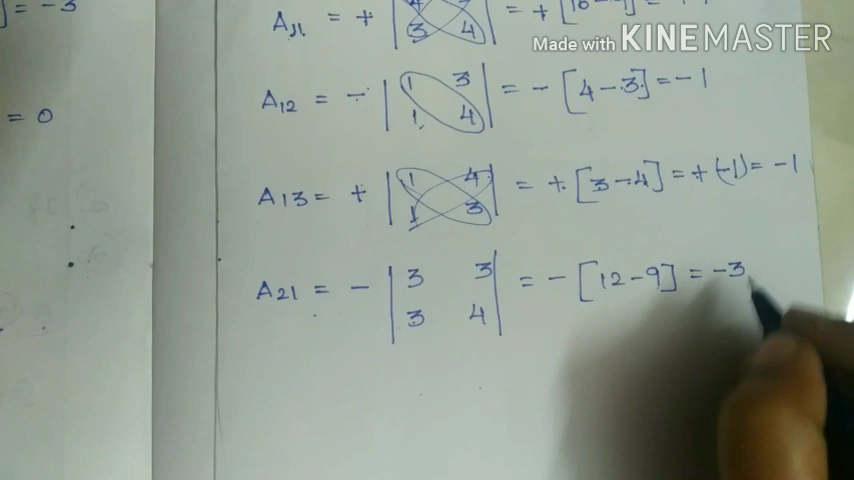 ] = -3
= 0
A11 = + | 3 4 | = + [16-
Made with KINEMASTER
A12 = - | 1 3 1 4 | = - [4-3] = -1
A13 = + | 1 4 1 3 | = + [3-4] = + (-1) = -1
A21 = - | 3 3 3 4 | = - [12-9] = -3